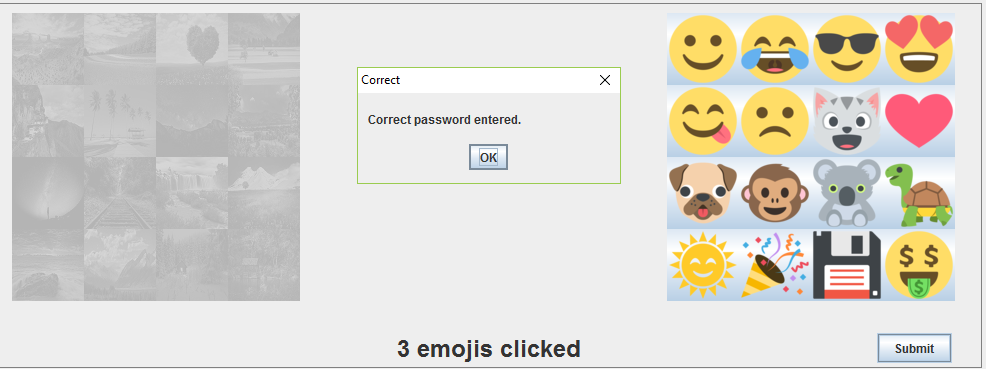 Correct
Correct password entered.
OK
$ $
$
3 emojis clicked
Submit